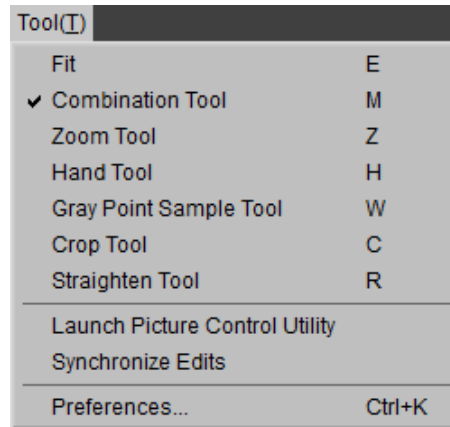 Tool(T)
Fit E
Combination Tool M
Zoom Tool Z
Hand Tool H
Gray Point Sample Tool W
Crop Tool C
Straighten Tool R
Launch Picture Control Utility
Synchronize Edits
Preferences... Ctrl+K